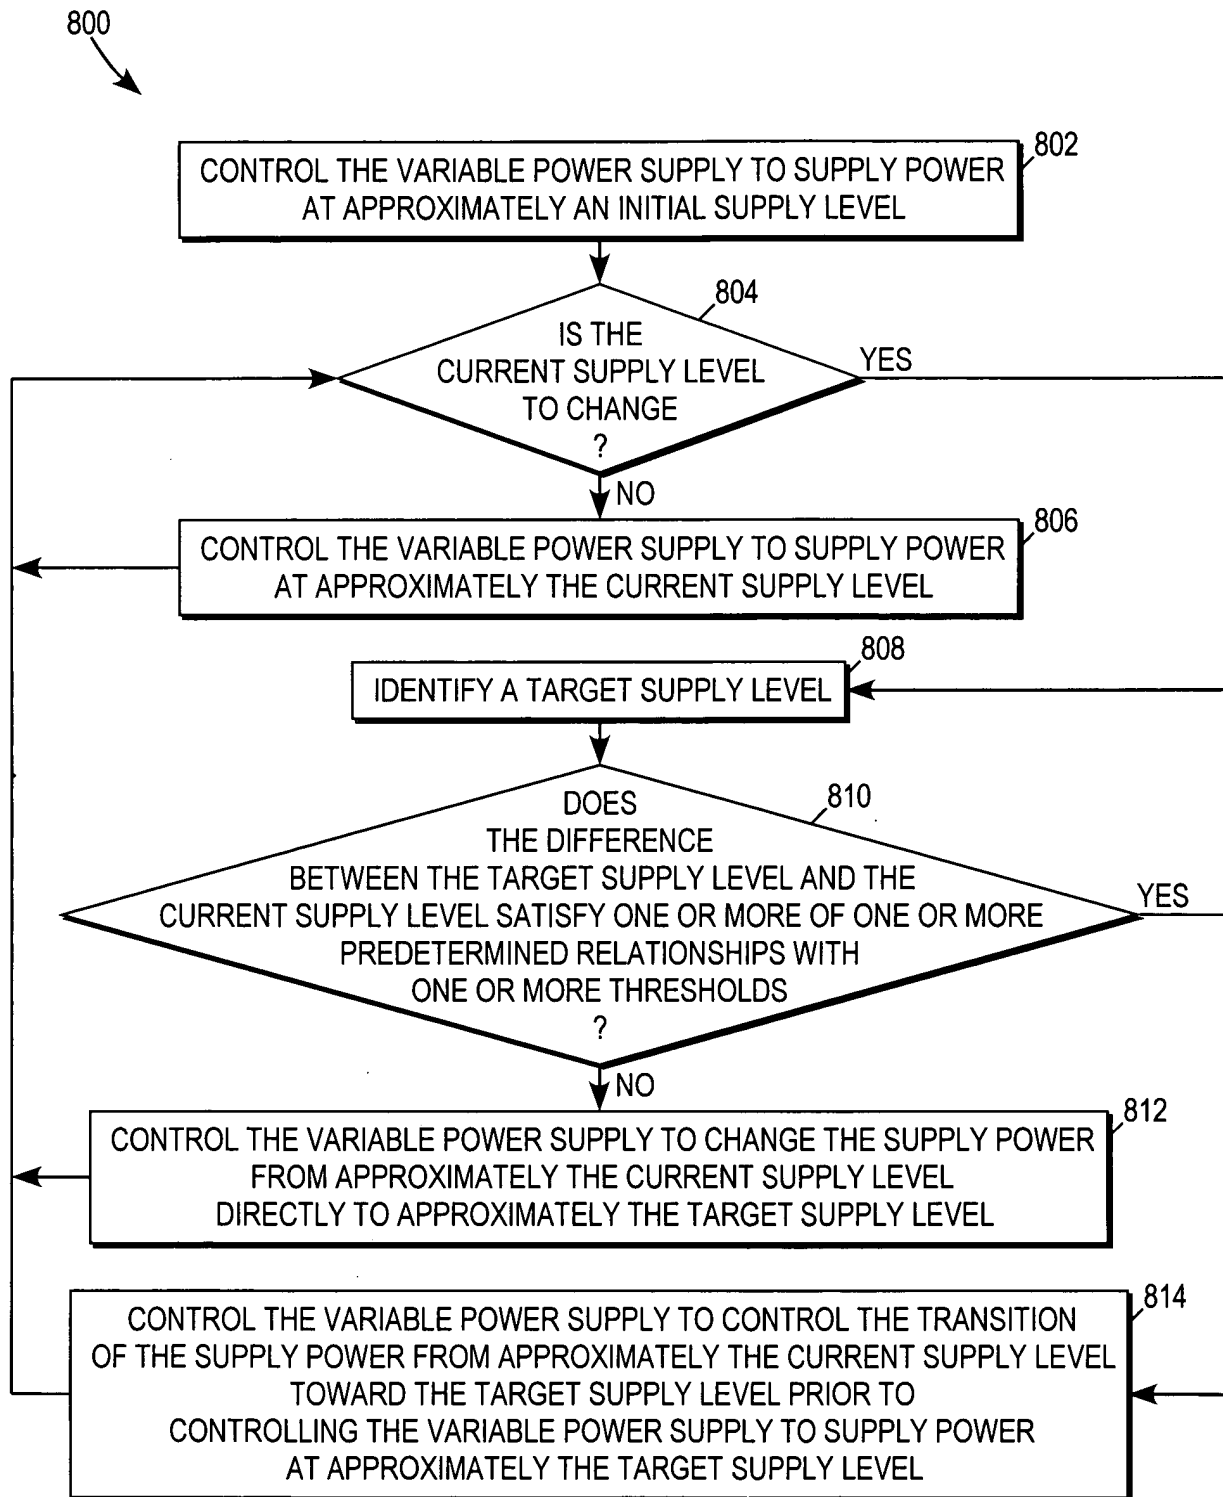 800
802
CONTROL THE VARIABLE POWER SUPPLY TO SUPPLY POWER
AT APPROXIMATELY AN INITIAL SUPPLY LEVEL
804
IS THE
CURRENT SUPPLY LEVEL
TO CHANGE
?
YES
NO
806
CONTROL THE VARIABLE POWER SUPPLY TO SUPPLY POWER
AT APPROXIMATELY THE CURRENT SUPPLY LEVEL
808
IDENTIFY A TARGET SUPPLY LEVEL
810
DOES
THE DIFFERENCE
BETWEEN THE TARGET SUPPLY LEVEL AND THE
CURRENT SUPPLY LEVEL SATISFY ONE OR MORE OF ONE OR MORE
PREDETERMINED RELATIONSHIPS WITH
ONE OR MORE THRESHOLDS
?
YES
NO
812
CONTROL THE VARIABLE POWER SUPPLY TO CHANGE THE SUPPLY POWER
FROM APPROXIMATELY THE CURRENT SUPPLY LEVEL
DIRECTLY TO APPROXIMATELY THE TARGET SUPPLY LEVEL
814
CONTROL THE VARIABLE POWER SUPPLY TO CONTROL THE TRANSITION
OF THE SUPPLY POWER FROM APPROXIMATELY THE CURRENT SUPPLY LEVEL
TOWARD THE TARGET SUPPLY LEVEL PRIOR TO
CONTROLLING THE VARIABLE POWER SUPPLY TO SUPPLY POWER
AT APPROXIMATELY THE TARGET SUPPLY LEVEL